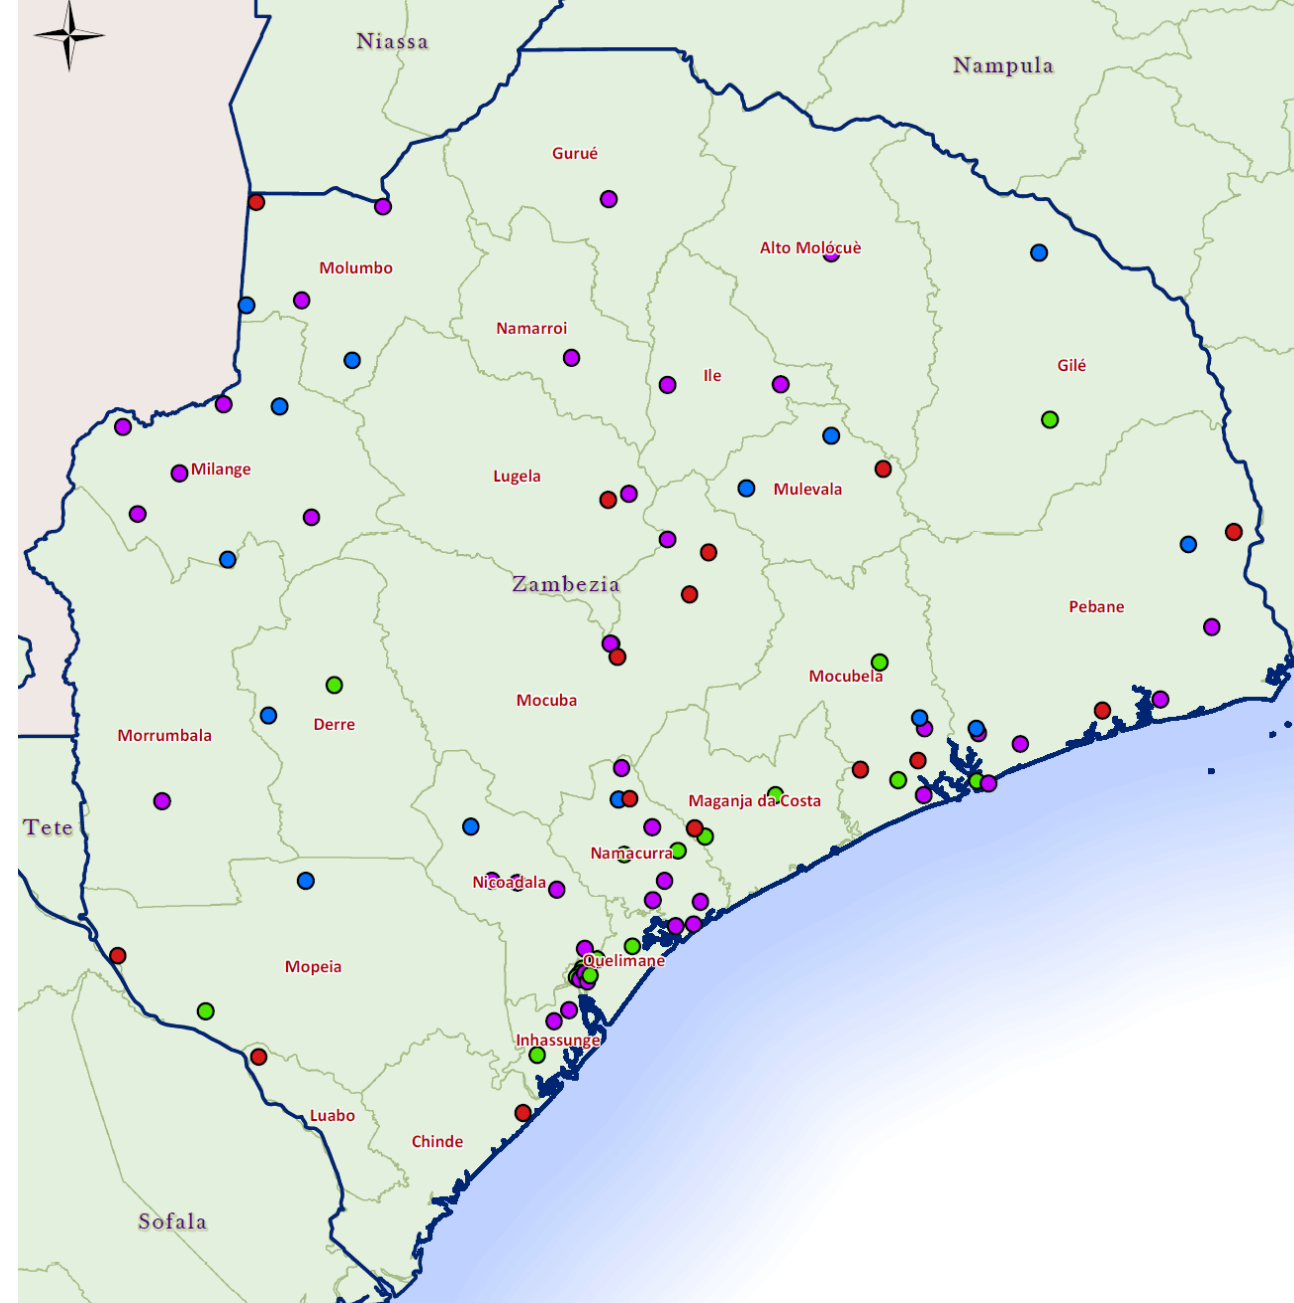 Niassa
Nampula
Gurué
Alto Molócuè
Molumbo
Namarroi
Ile
Gilé
Milange
Lugela
Mulevala
Zambezia
Pebane
Mocubela
Mocuba
Derre
Morrumbala
Maganja da Costa
Tete
Namacurra
Nicoadala
Quelimane
Mopeia
Inhassunge
Luabo
Chinde
Sofala